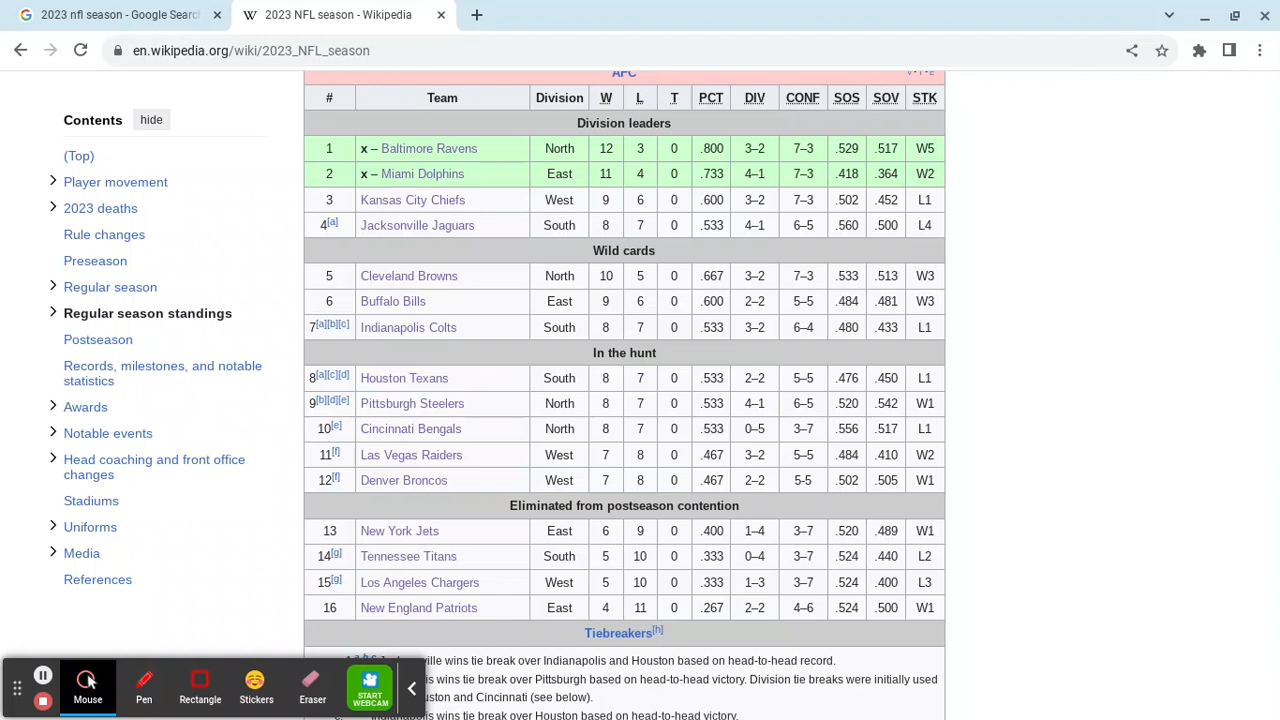 2023 nfl season - Google Searc
2023 NFL season - Wikipedia
en.wikipedia.org/wiki/2023_NFL_season
Contents hide
(Top)
Player movement
2023 deaths
Rule changes
Preseason
Regular season
Regular season standings
Postseason
Records, milestones, and notable
statistics
Awards
Notable events
Head coaching and front office
changes
Stadiums
Uniforms
Media
References
AFC V·T·E
# Team Division W L T PCT DIV CONF SOS SOV STK
Division leaders
1 x – Baltimore Ravens North 12 3 0 .800 3–2 7–3 .529 .517 W5
2 x – Miami Dolphins East 11 4 0 .733 4–1 7–3 .418 .364 W2
3 Kansas City Chiefs West 9 6 0 .600 3–2 7–3 .502 .452 L1
4[a] Jacksonville Jaguars South 8 7 0 .533 4–1 6–5 .560 .500 L4
Wild cards
5 Cleveland Browns North 10 5 0 .667 3–2 7–3 .533 .513 W3
6 Buffalo Bills East 9 6 0 .600 2–2 5–5 .484 .481 W3
7[a][b][c] Indianapolis Colts South 8 7 0 .533 3–2 6–4 .480 .433 L1
In the hunt
8[a][c][d] Houston Texans South 8 7 0 .533 2–2 5–5 .476 .450 L1
9[b][d][e] Pittsburgh Steelers North 8 7 0 .533 4–1 6–5 .520 .542 W1
10[e] Cincinnati Bengals North 8 7 0 .533 0–5 3–7 .556 .517 L1
11[f] Las Vegas Raiders West 7 8 0 .467 3–2 5–5 .484 .410 W2
12[f] Denver Broncos West 7 8 0 .467 2–2 5-5 .502 .505 W1
Eliminated from postseason contention
13 New York Jets East 6 9 0 .400 1–4 3–7 .520 .489 W1
14[g] Tennessee Titans South 5 10 0 .333 0–4 3–7 .524 .440 L2
15[g] Los Angeles Chargers West 5 10 0 .333 1–3 3–7 .524 .400 L3
16 New England Patriots East 4 11 0 .267 2–2 4–6 .524 .500 W1
Tiebreakers[h]
ville wins tie break over Indianapolis and Houston based on head-to-head record.
is wins tie break over Pittsburgh based on head-to-head victory. Division tie breaks were initially used
uston and Cincinnati (see below).
Indianapolis wins tie break over Houston based on head-to-head victory.
Mouse Pen Rectangle Stickers Eraser START
WEBCAM